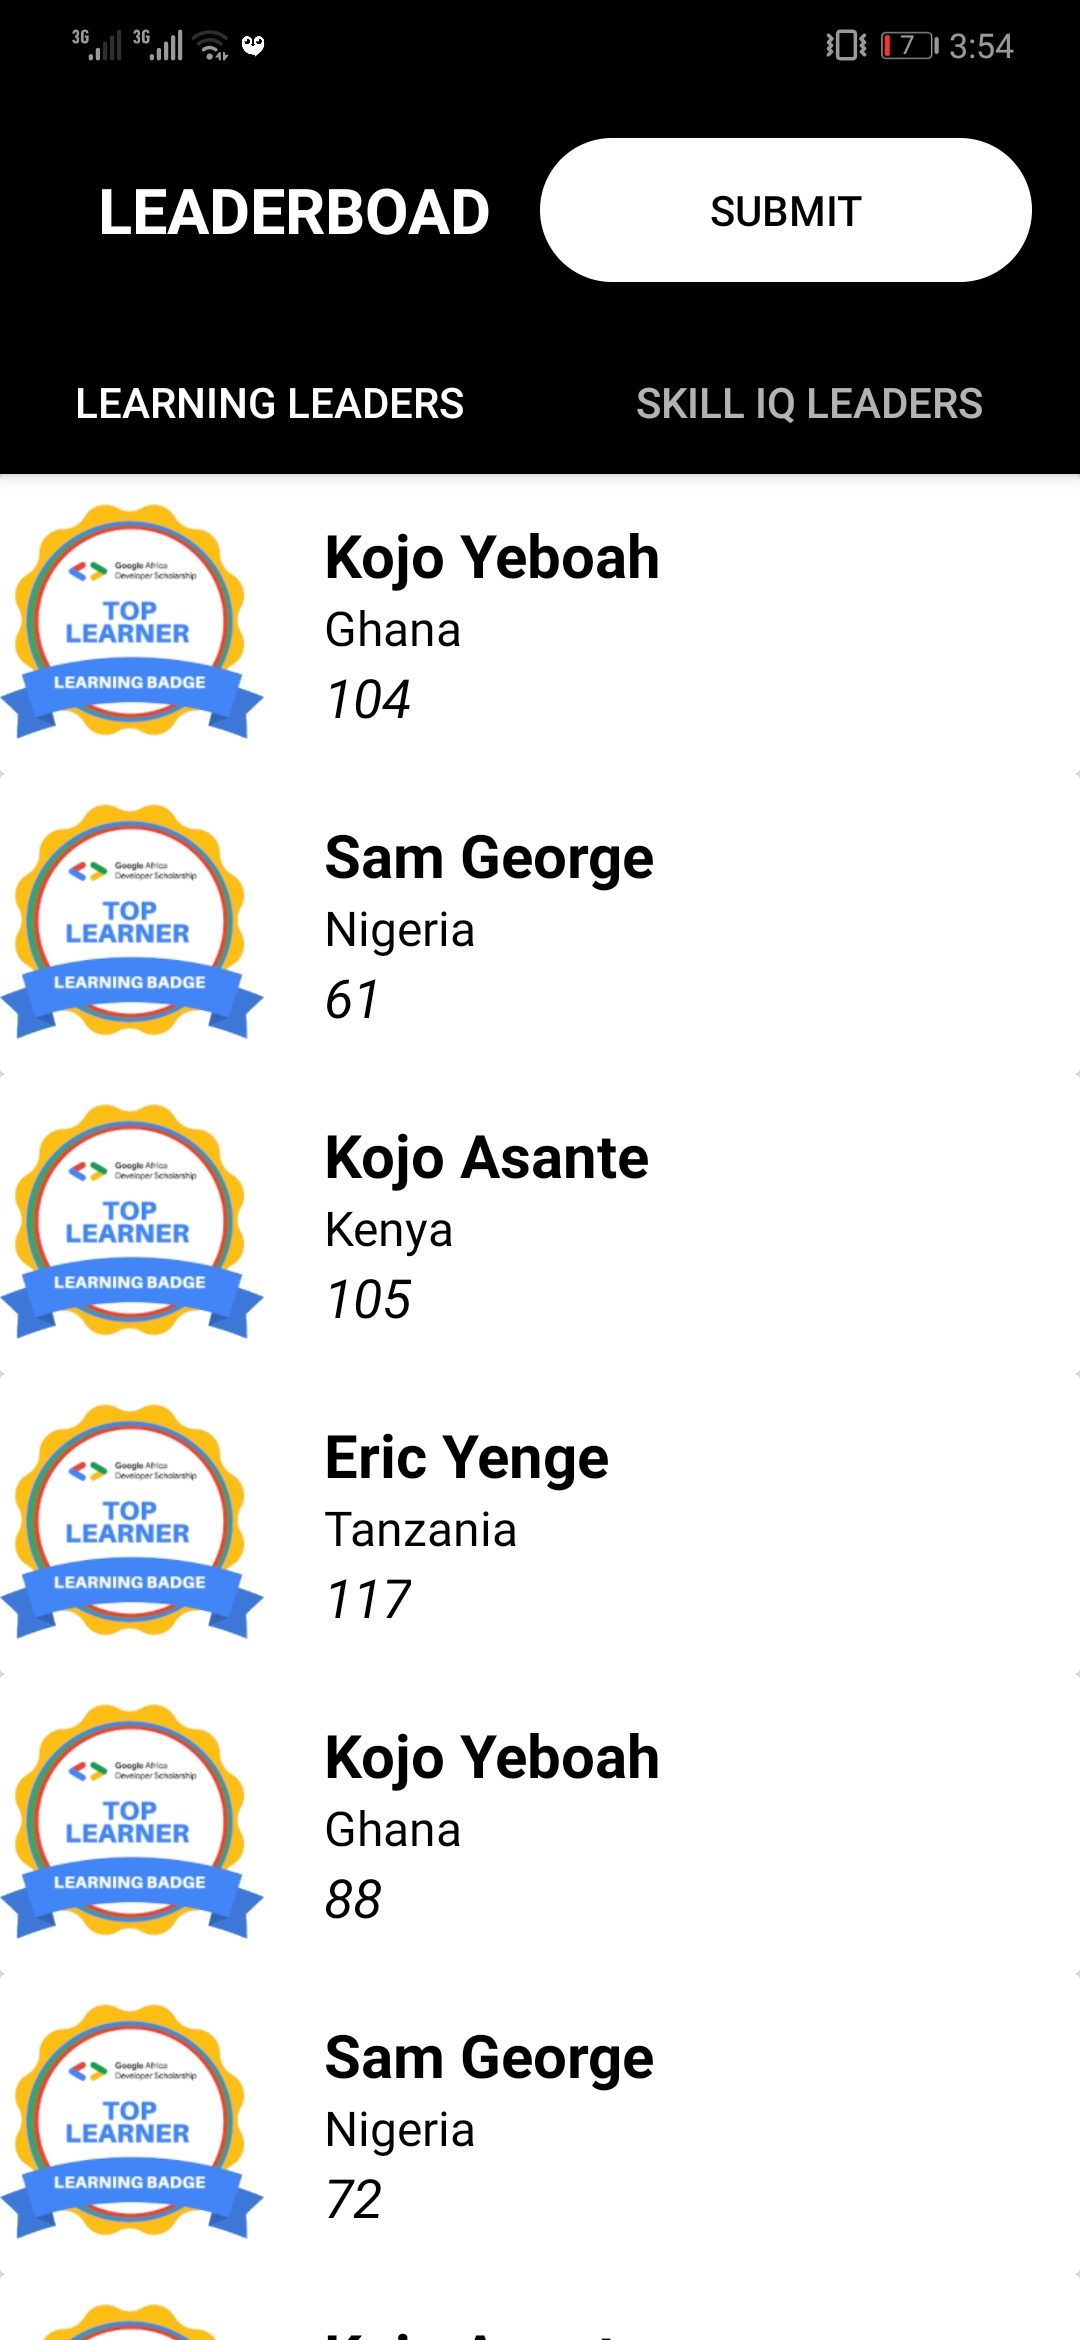 3G 3G 7 3:54
LEADERBOAD SUBMIT
LEARNING LEADERS SKILL IQ LEADERS
Google Africa
Developer Scholarship
TOP
LEARNER
LEARNING BADGE
Kojo Yeboah
Ghana
104
Google Africa
Developer Scholarship
TOP
LEARNER
LEARNING BADGE
Sam George
Nigeria
61
Google Africa
Developer Scholarship
TOP
LEARNER
LEARNING BADGE
Kojo Asante
Kenya
105
Google Africa
Developer Scholarship
TOP
LEARNER
LEARNING BADGE
Eric Yenge
Tanzania
117
Google Africa
Developer Scholarship
TOP
LEARNER
LEARNING BADGE
Kojo Yeboah
Ghana
88
Google Africa
Developer Scholarship
TOP
LEARNER
LEARNING BADGE
Sam George
Nigeria
72